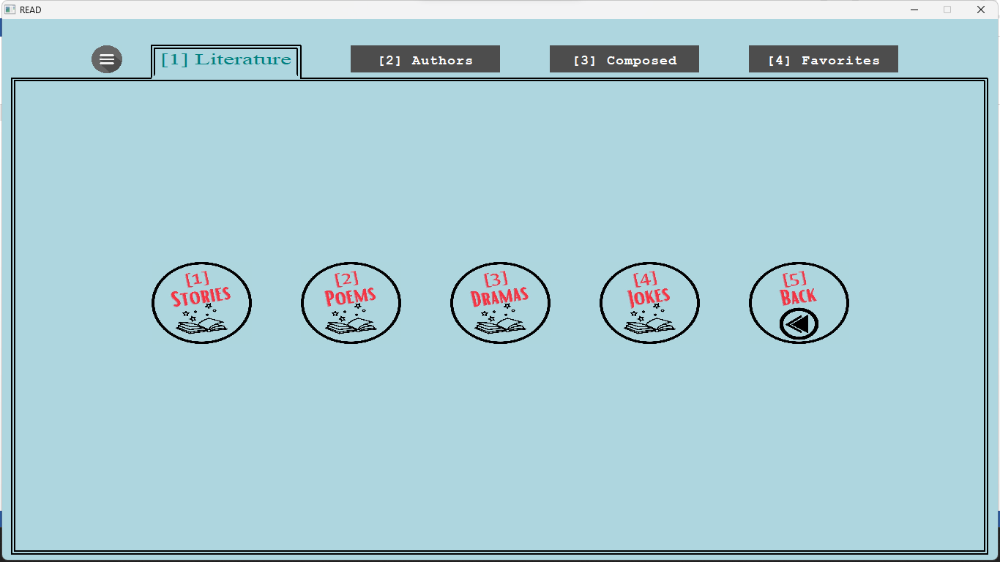 READ
[1] Literature
[2] Authors
[3] Composed
[4] Favorites
[1]
STORIES
[2]
POEMS
[3]
DRAMAS
[4]
JOKES
[5]
BACK